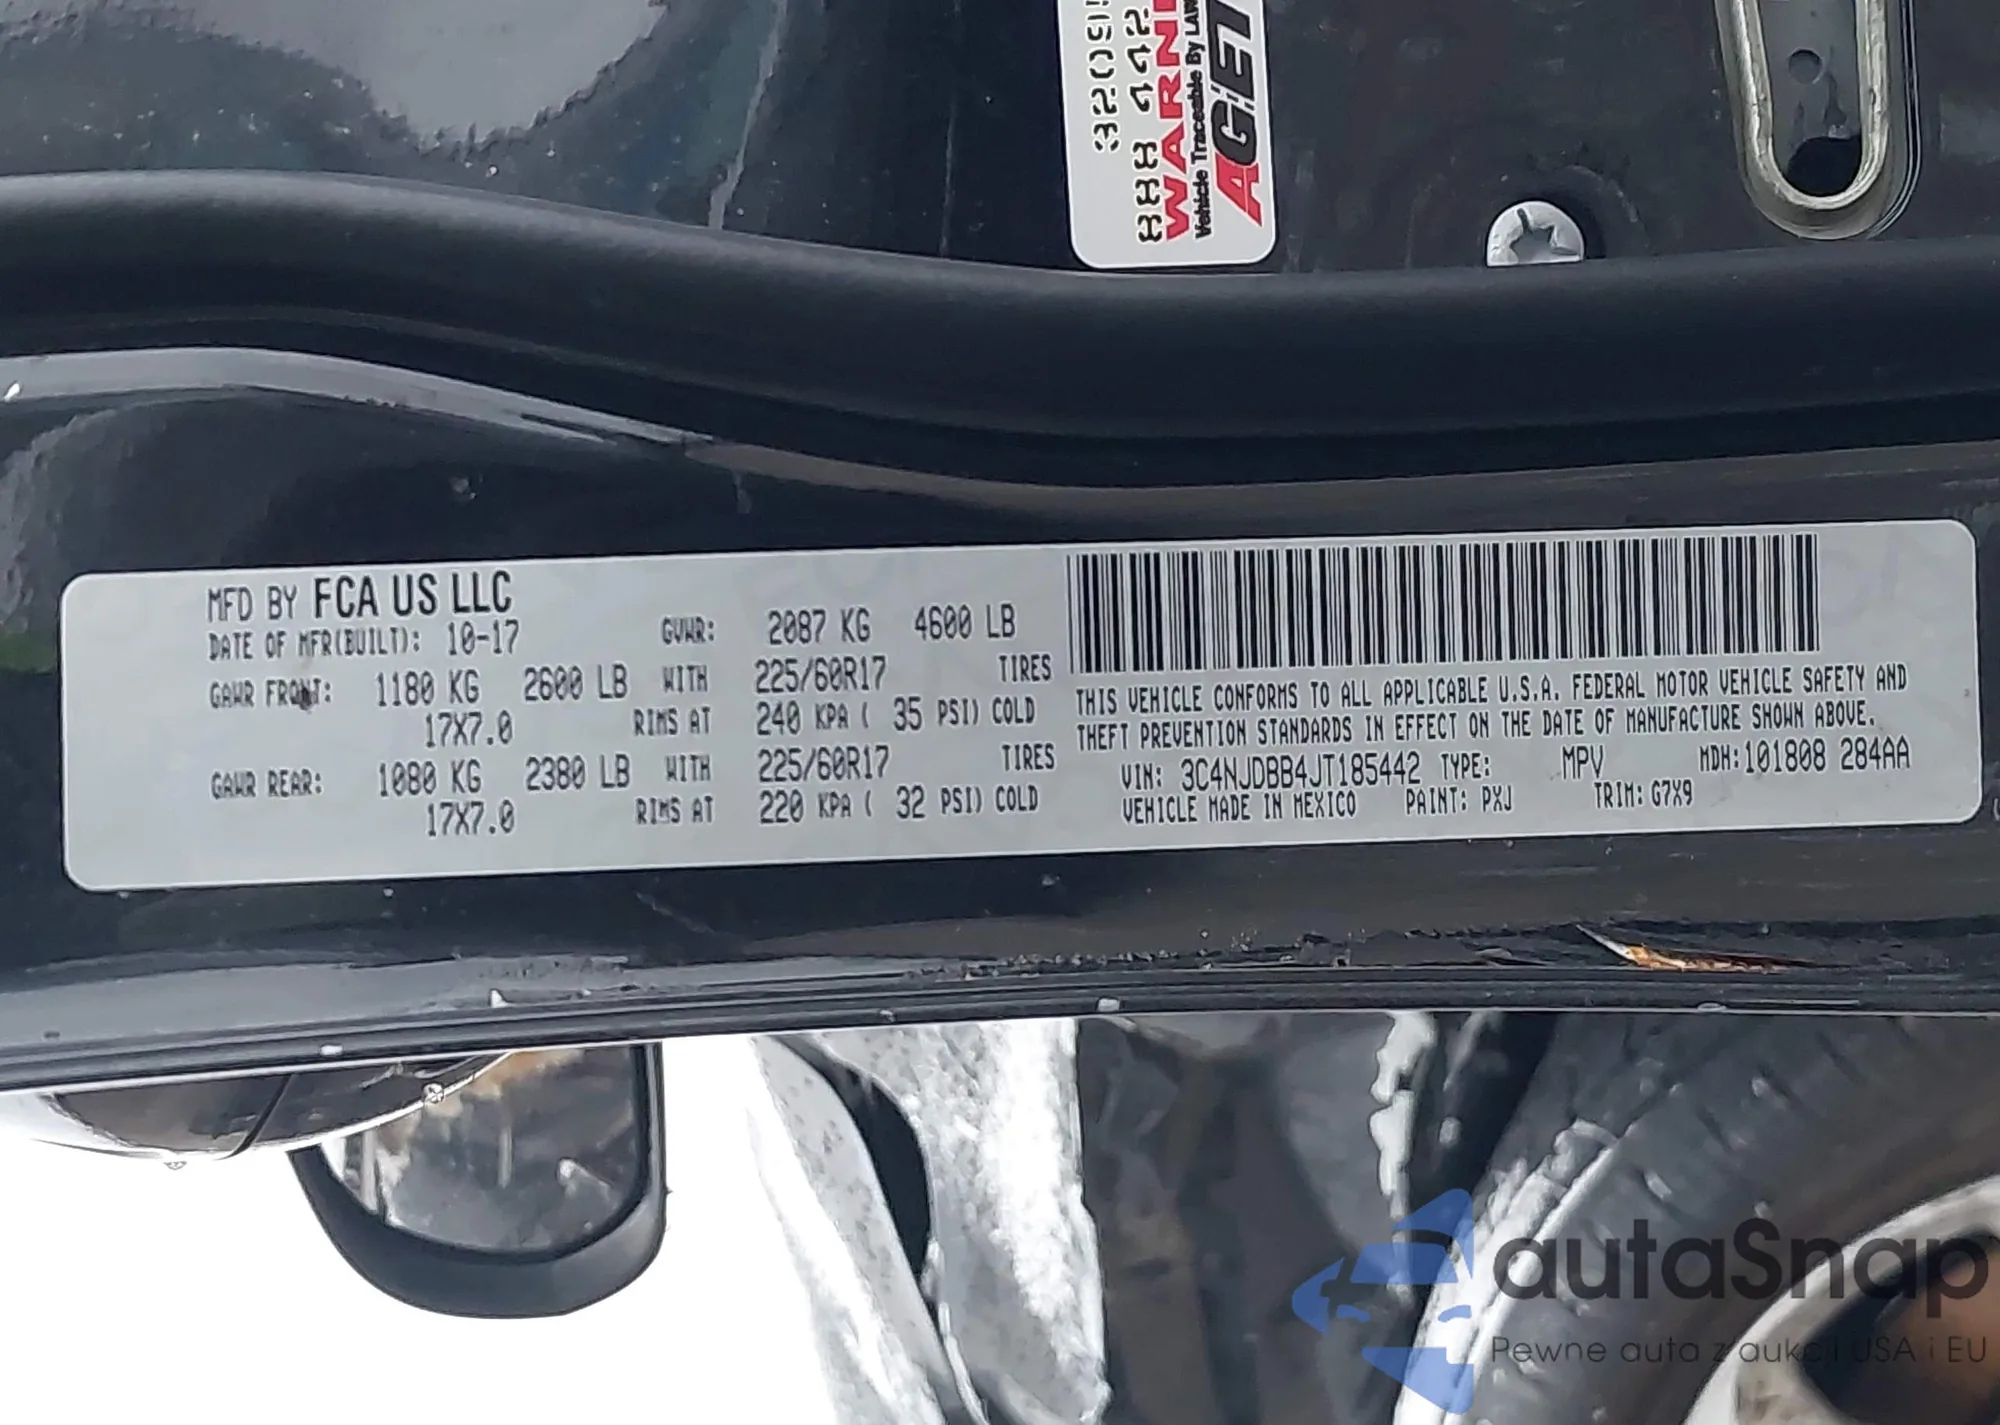 888 442
WARNI
Vehicle Traceable By LAW
AGET
MFD BY FCA US LLC
DATE OF MFR(BUILT): 10-17 GVWR: 2087 KG 4600 LB
GAWR FRONT: 1180 KG 2600 LB WITH 225/60R17 TIRES
17X7.0 RIMS AT 240 KPA ( 35 PSI) COLD
GAWR REAR: 1080 KG 2380 LB WITH 225/60R17 TIRES
17X7.0 RIMS AT 220 KPA ( 32 PSI) COLD
THIS VEHICLE CONFORMS TO ALL APPLICABLE U.S.A. FEDERAL MOTOR VEHICLE SAFETY AND
THEFT PREVENTION STANDARDS IN EFFECT ON THE DATE OF MANUFACTURE SHOWN ABOVE.
VIN: 3C4NJDBB4JT185442 TYPE: MPV MDH:101808 284AA
VEHICLE MADE IN MEXICO PAINT: PXJ TRIM: G7X9
autaSnap
Pewne auta z aukcji USA i EU